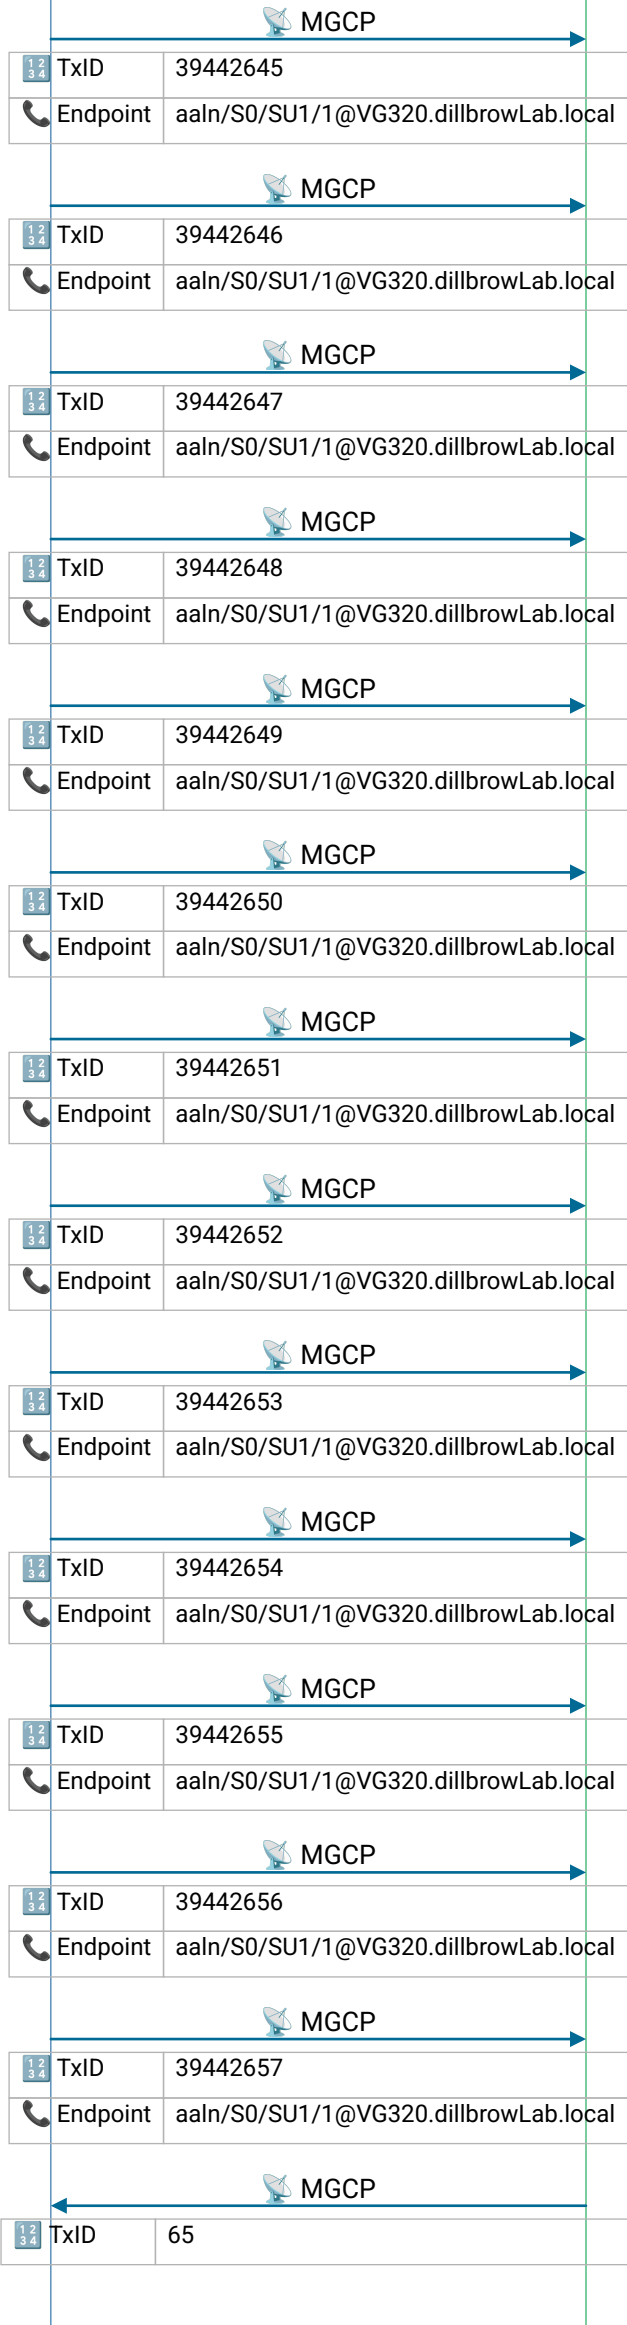 📡 MGCP
🔢 TxID 39442645
📞 Endpoint aaln/S0/SU1/1@VG320.dillbrowLab.local
📡 MGCP
🔢 TxID 39442646
📞 Endpoint aaln/S0/SU1/1@VG320.dillbrowLab.local
📡 MGCP
🔢 TxID 39442647
📞 Endpoint aaln/S0/SU1/1@VG320.dillbrowLab.local
📡 MGCP
🔢 TxID 39442648
📞 Endpoint aaln/S0/SU1/1@VG320.dillbrowLab.local
📡 MGCP
🔢 TxID 39442649
📞 Endpoint aaln/S0/SU1/1@VG320.dillbrowLab.local
📡 MGCP
🔢 TxID 39442650
📞 Endpoint aaln/S0/SU1/1@VG320.dillbrowLab.local
📡 MGCP
🔢 TxID 39442651
📞 Endpoint aaln/S0/SU1/1@VG320.dillbrowLab.local
📡 MGCP
🔢 TxID 39442652
📞 Endpoint aaln/S0/SU1/1@VG320.dillbrowLab.local
📡 MGCP
🔢 TxID 39442653
📞 Endpoint aaln/S0/SU1/1@VG320.dillbrowLab.local
📡 MGCP
🔢 TxID 39442654
📞 Endpoint aaln/S0/SU1/1@VG320.dillbrowLab.local
📡 MGCP
🔢 TxID 39442655
📞 Endpoint aaln/S0/SU1/1@VG320.dillbrowLab.local
📡 MGCP
🔢 TxID 39442656
📞 Endpoint aaln/S0/SU1/1@VG320.dillbrowLab.local
📡 MGCP
🔢 TxID 39442657
📞 Endpoint aaln/S0/SU1/1@VG320.dillbrowLab.local
📡 MGCP
🔢 TxID 65